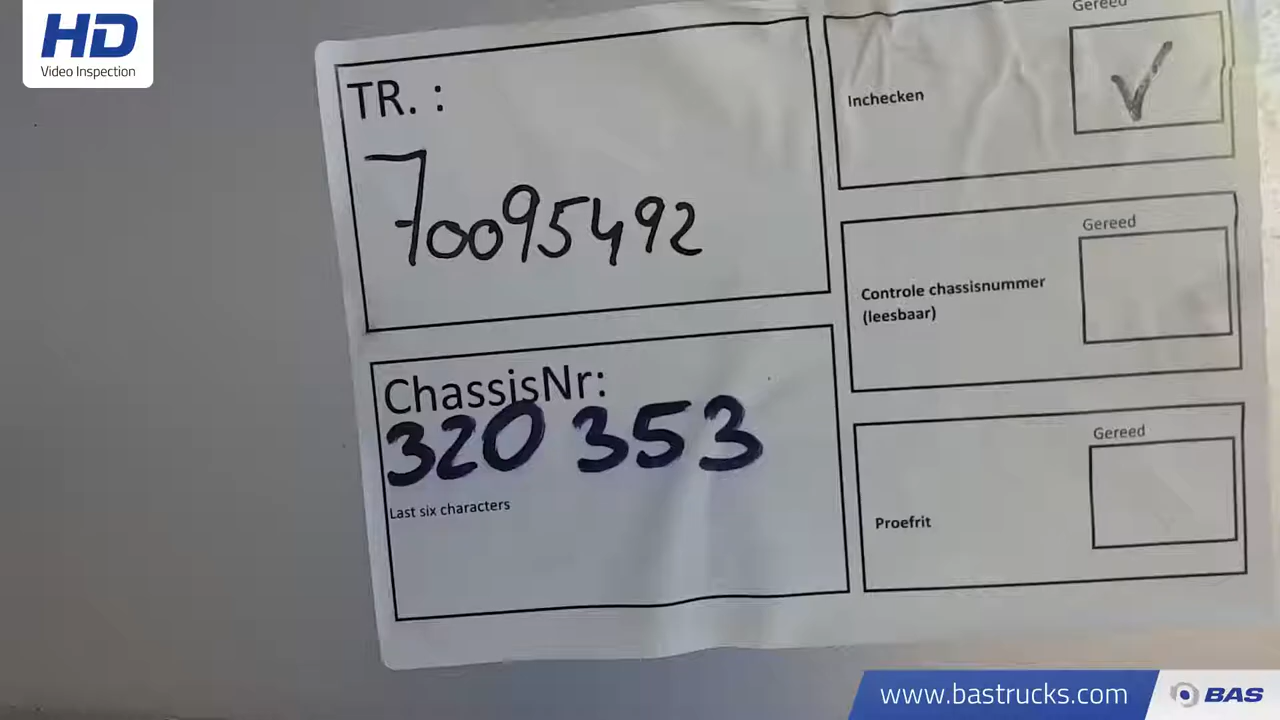 HD
Video Inspection
TR. :
70095492
ChassisNr:
320 353
Last six characters
Gereed
Inchecken
Gereed
Controle chassisnummer
(leesbaar)
Gereed
Proefrit
www.bastrucks.com
BAS